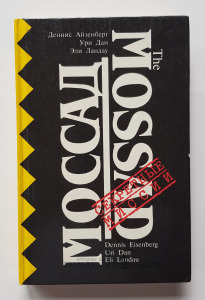 Деннис Айзенберг
Ури Дан
Эли Ландау
МОССАД
The
MOSSAD
СЕКРЕТНЫЕ
МИССИИ
Dennis Eisenberg
Uri Dan
Eli Landau